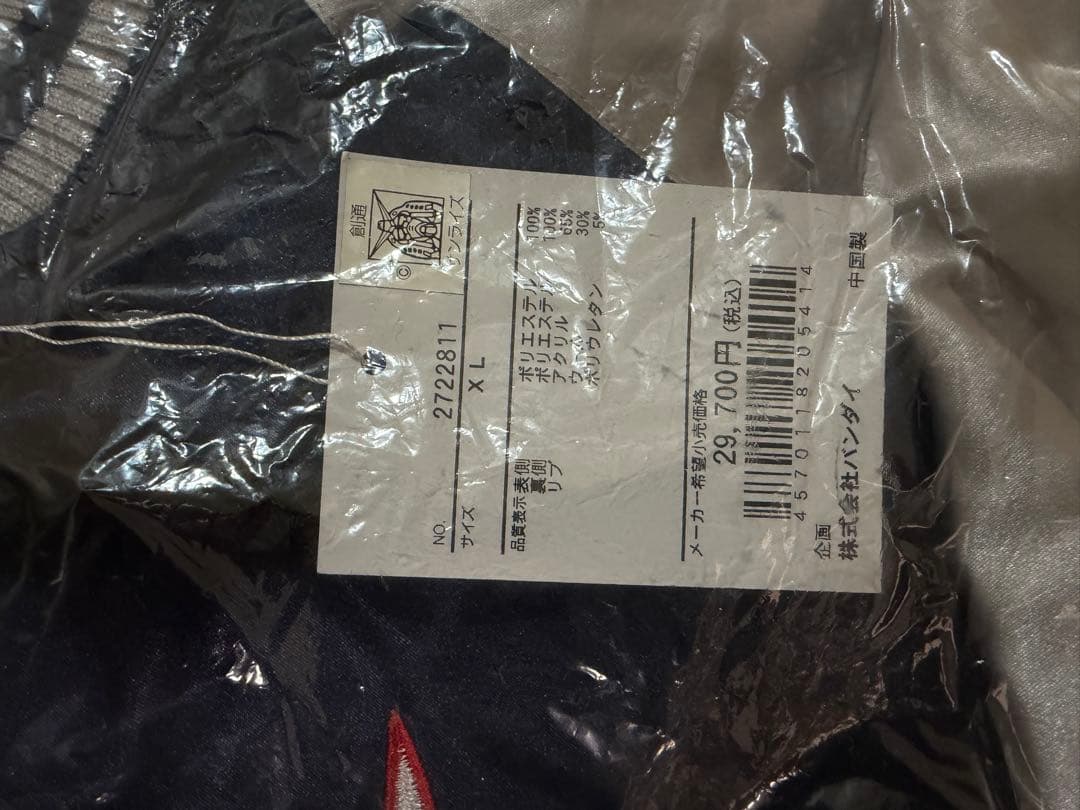 創通
©
サンライズ
NO. 2722811
サイズ XL
品質表示 表側 ポリエステル 100%
裏側 ポリエステル 100%
リブ アクリル 65%
30%
ポリウレタン 5%
メーカー希望小売価格
29,700円(税込)
4570118205414
企画
株式会社バンダイ
中国製